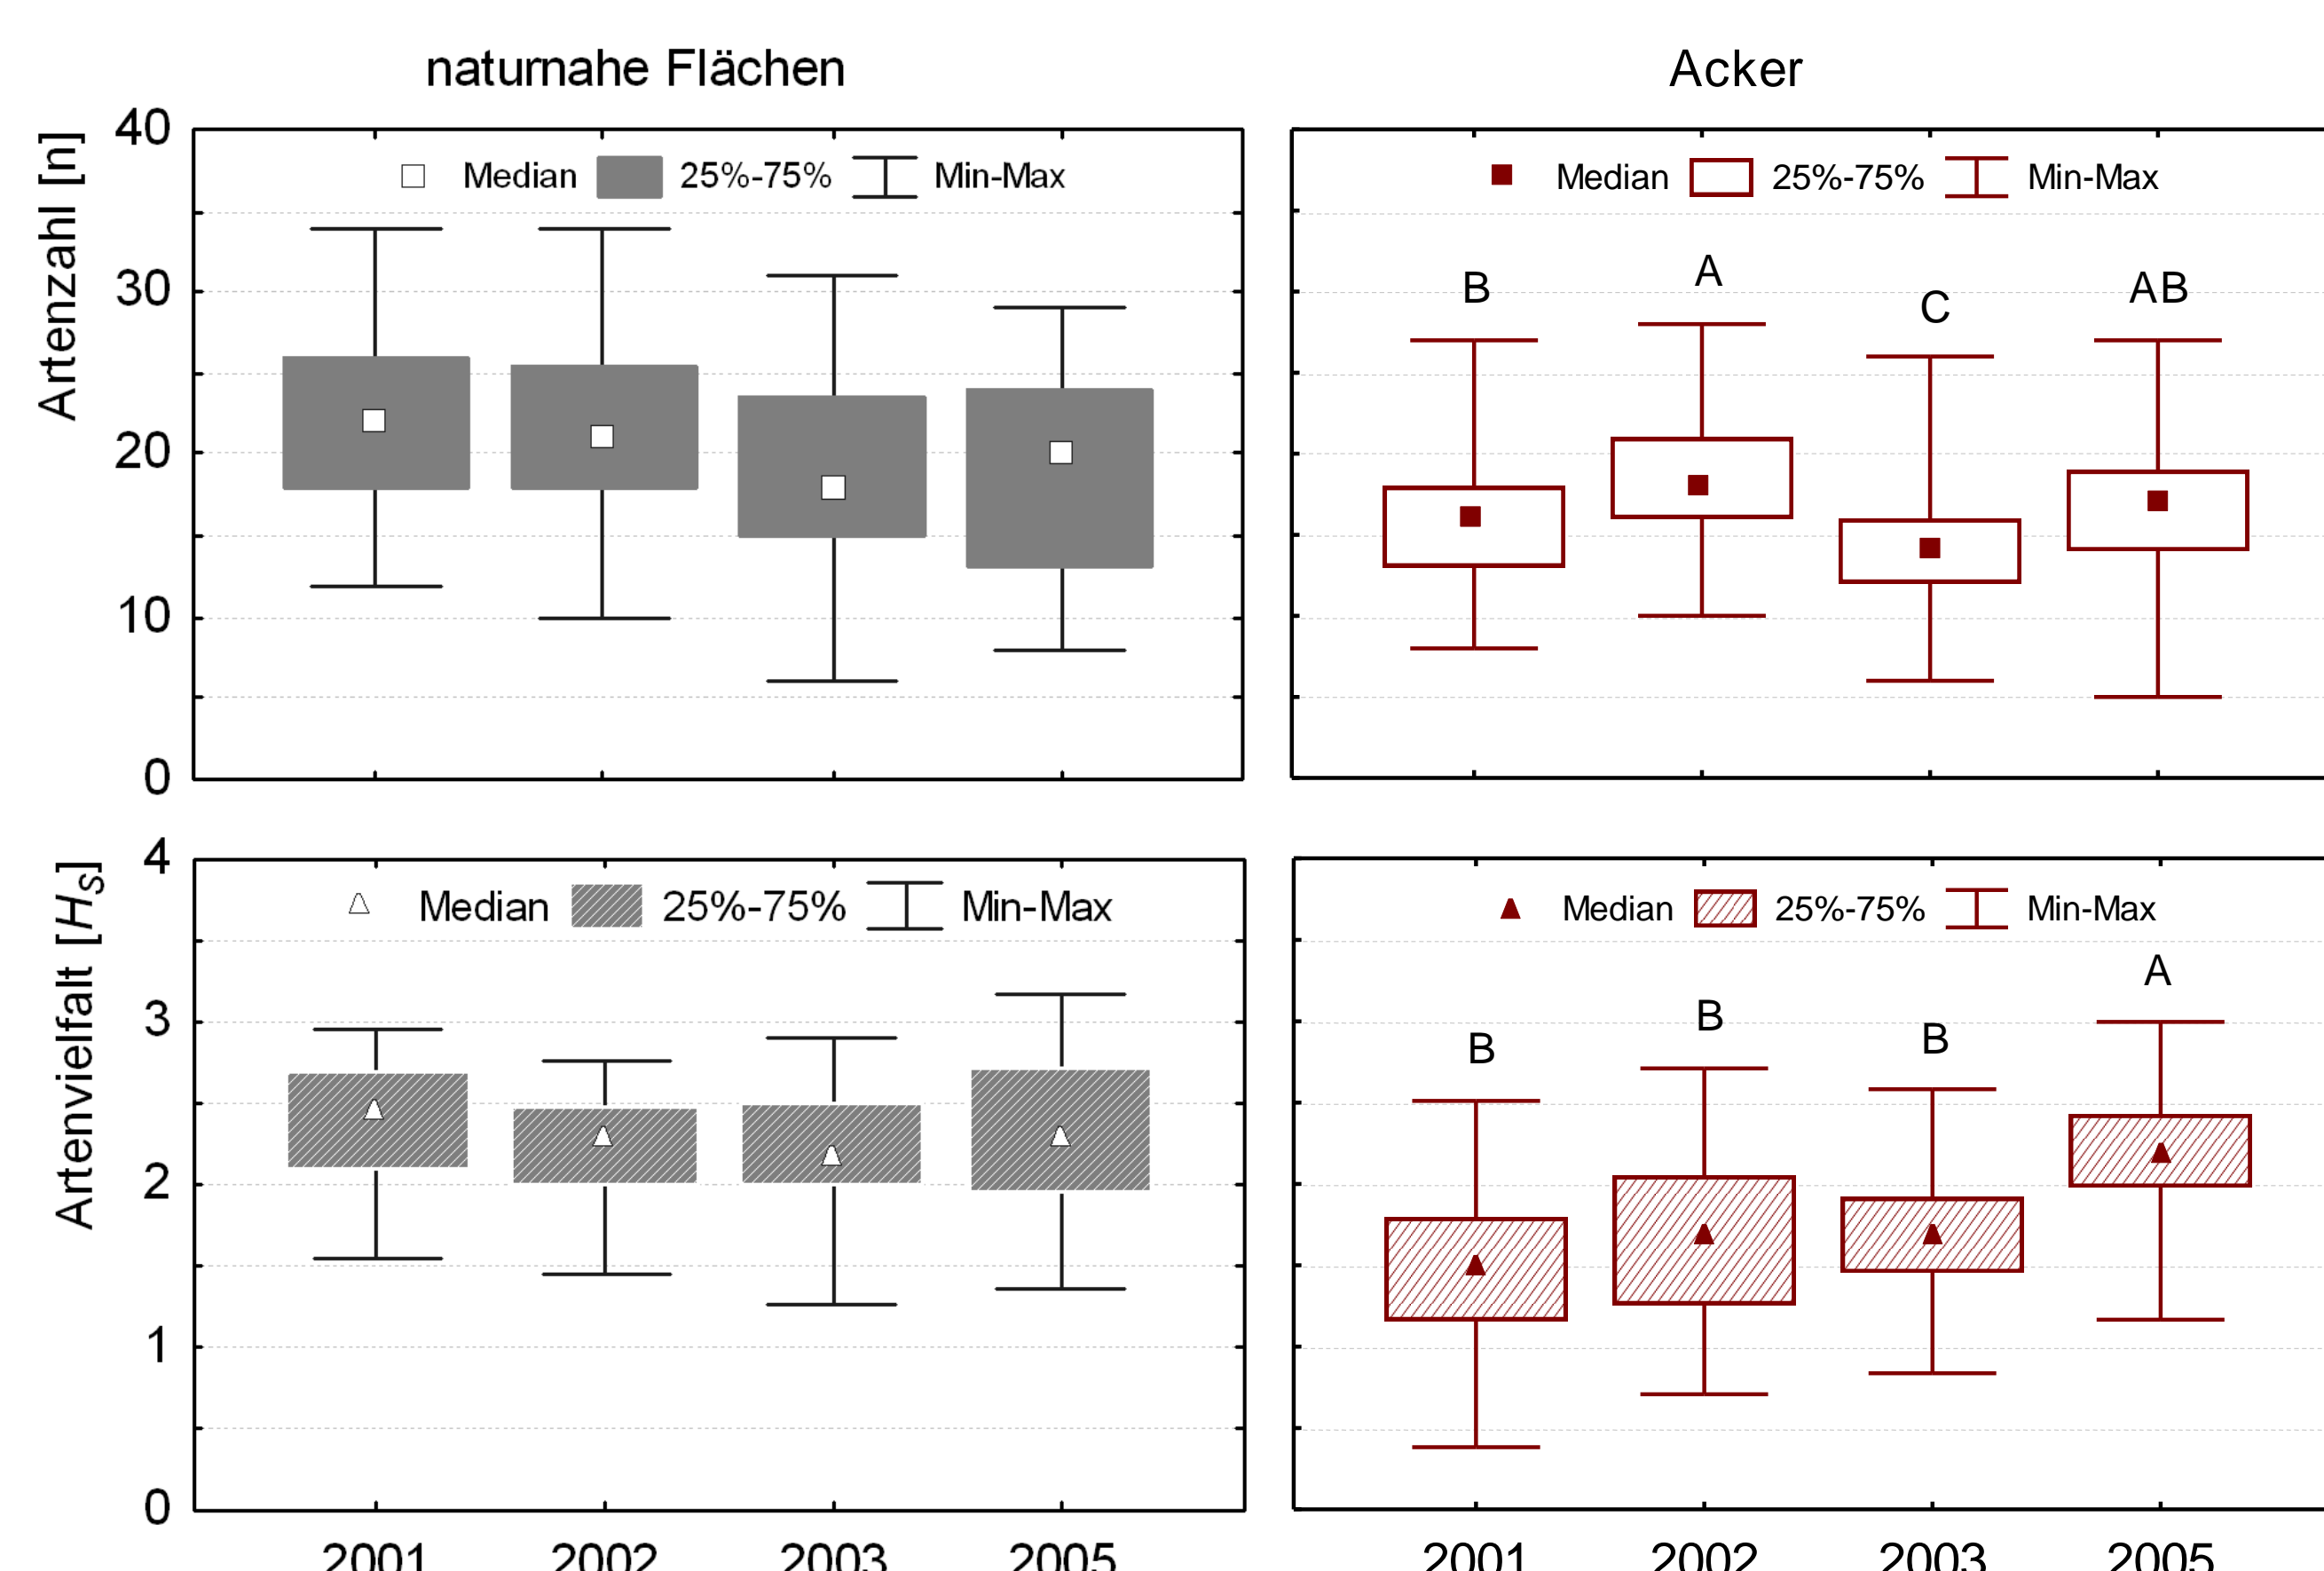 naturnahe Flächen
Acker
Artenzahl [n]
40
30
20
10
0
Median 25%-75% Min-Max
Median 25%-75% Min-Max
B A C AB
Artenvielfalt [HS]
4
3
2
1
0
Median 25%-75% Min-Max
Median 25%-75% Min-Max
B B B A
2001 2002 2003 2005
2001 2002 2003 2005